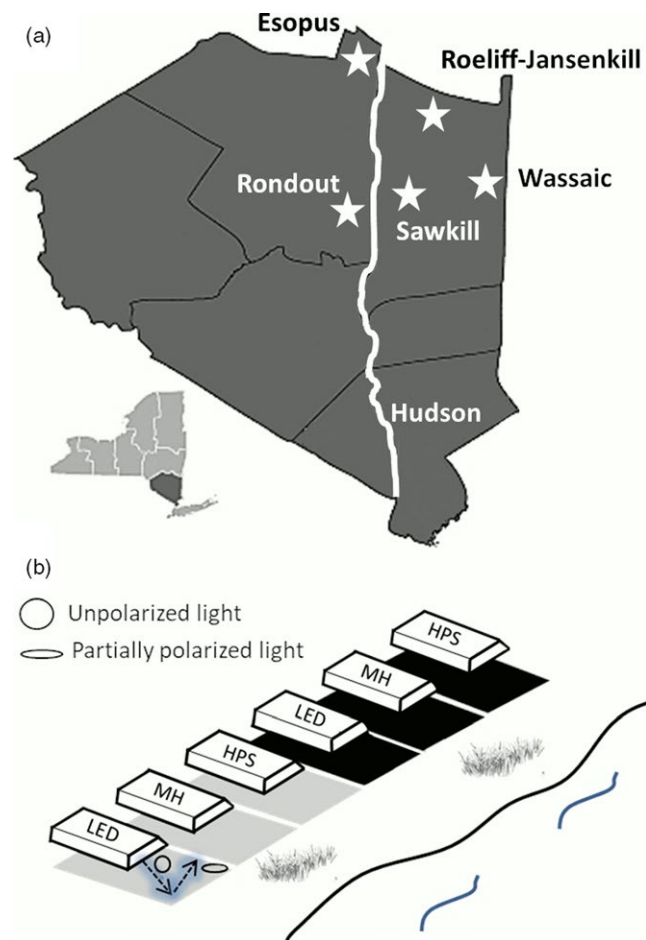 (a)
Esopus
Roeliff-Jansenkill
Rondout
Wassaic
Sawkill
Hudson
(b)
Unpolarized light
Partially polarized light
HPS
MH
LED
HPS
MH
LED